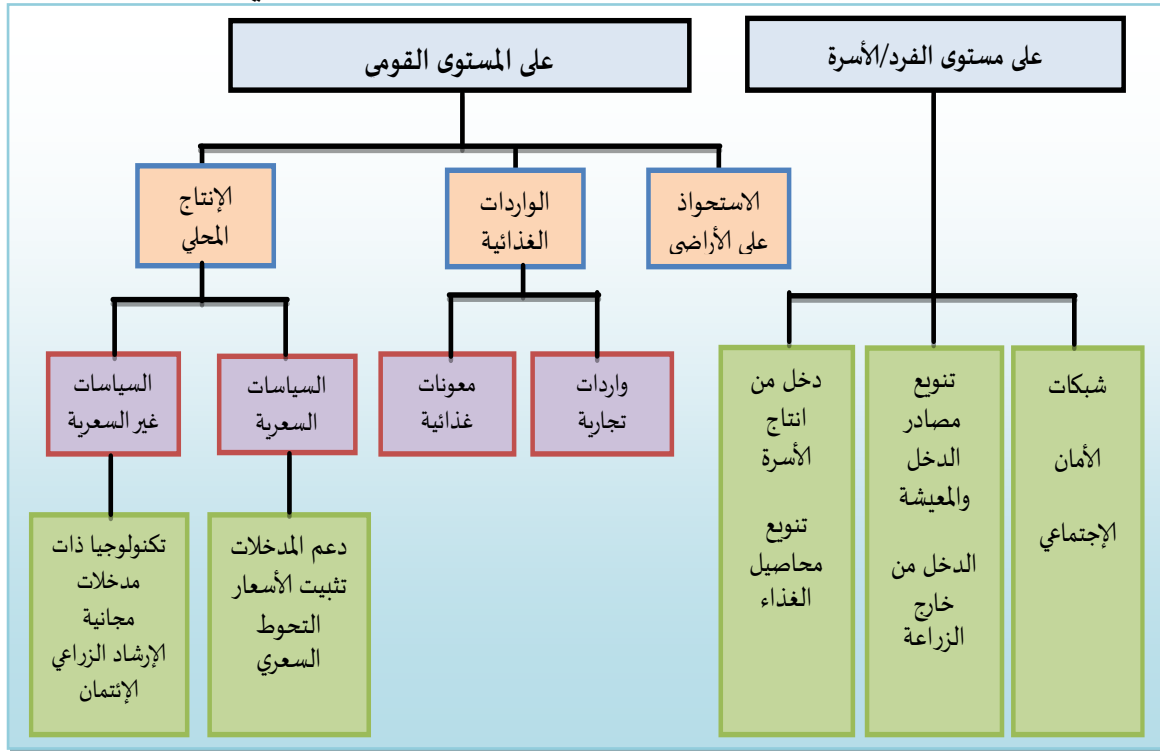 على مستوى الفرد/الأسرة
على المستوى القومى
الاستحواذ
على الأراضى
الواردات
الغذائية
الإنتاج
المحلي
شبكات
الأمان
الإجتماعي
تنويع
مصادر
الدخل
والمعيشة
الدخل من
خارج
الزراعة
دخل من
انتاج
الأسرة
تنويع
محاصيل
الغذاء
واردات
تجارية
معونات
غذائية
السياسات
السعرية
السياسات
غير السعرية
دعم المدخلات
تثبيت الأسعار
التحوط
السعري
تكنولوجيا ذات
مدخلات
مجانية
الإرشاد الزراعي
الإئتمان